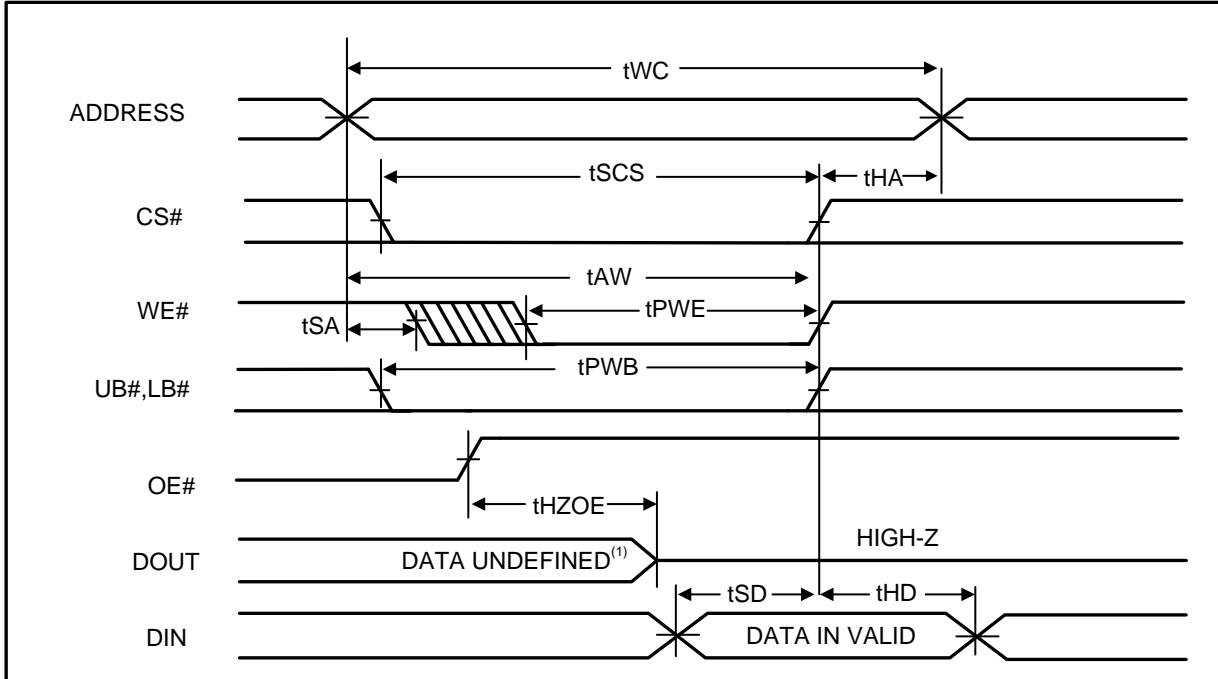 tWC
ADDRESS
tSCS
tHA
CS#
tAW
WE#
tSA
tPWE
tPWB
UB#,LB#
OE#
tHZOE
DOUT
DATA UNDEFINED(1)
HIGH-Z
tSD
tHD
DIN
DATA IN VALID